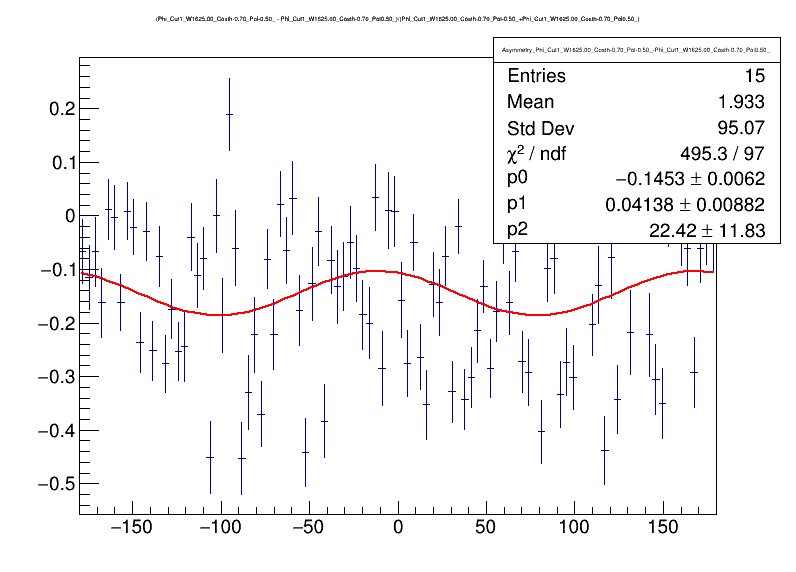 (Phi_Cut1_W1625.00_Costh-0.70_Pol-0.50_ - Phi_Cut1_W1625.00_Costh-0.70_Pol0.50_)/(Phi_Cut1_W1625.00_Costh-0.70_Pol-0.50_+Phi_Cut1_W1625.00_Costh-0.70_Pol0.50_)
Asymmetry_Phi_Cut1_W1625.00_Costh-0.70_Pol-0.50_-Phi_Cut1_W1625.00_Costh-0.70_Pol0.50_
Entries 15
Mean 1.933
Std Dev 95.07
χ² / ndf 495.3 / 97
p0 −0.1453 ± 0.0062
p1 0.04138 ± 0.00882
p2 22.42 ± 11.83
0.2
0.1
0
−0.1
−0.2
−0.3
−0.4
−0.5
−150 −100 −50 0 50 100 150